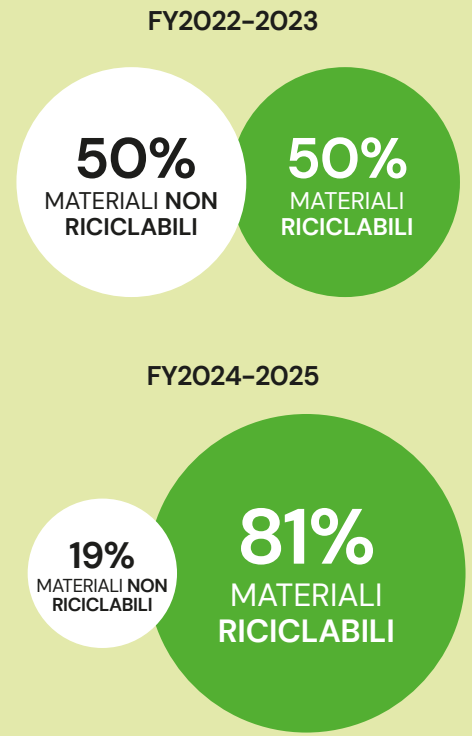 FY2022-2023
50%
MATERIALI NON
RICICLABILI
50%
MATERIALI
RICICLABILI
FY2024-2025
19%
MATERIALI NON
RICICLABILI
81%
MATERIALI
RICICLABILI